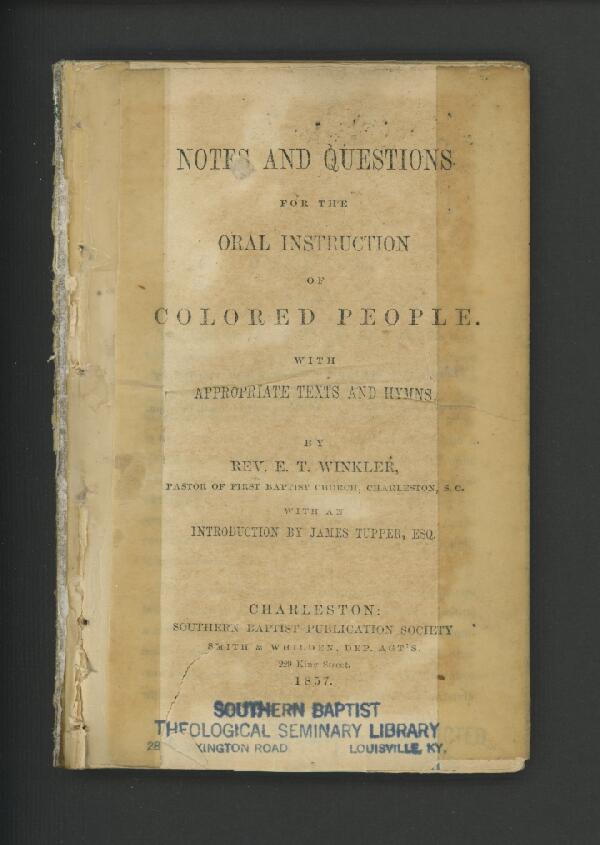 NOTES AND QUESTIONS
FOR THE
ORAL INSTRUCTION
OF
COLORED PEOPLE.
WITH
APPROPRIATE TEXTS AND HYMNS
BY
REV. E. T. WINKLER,
PASTOR OF FIRST BAPTIST CHURCH, CHARLESTON, S. C.
WITH AN
INTRODUCTION BY JAMES TUPPER, ESQ.
CHARLESTON:
SOUTHERN BAPTIST PUBLICATION SOCIETY
SMITH & WHILDEN, DEP. AGT'S.
229 King Street.
1857.
SOUTHERN BAPTIST
THEOLOGICAL SEMINARY LIBRARY
28 XINGTON ROAD LOUISVILLE, KY.